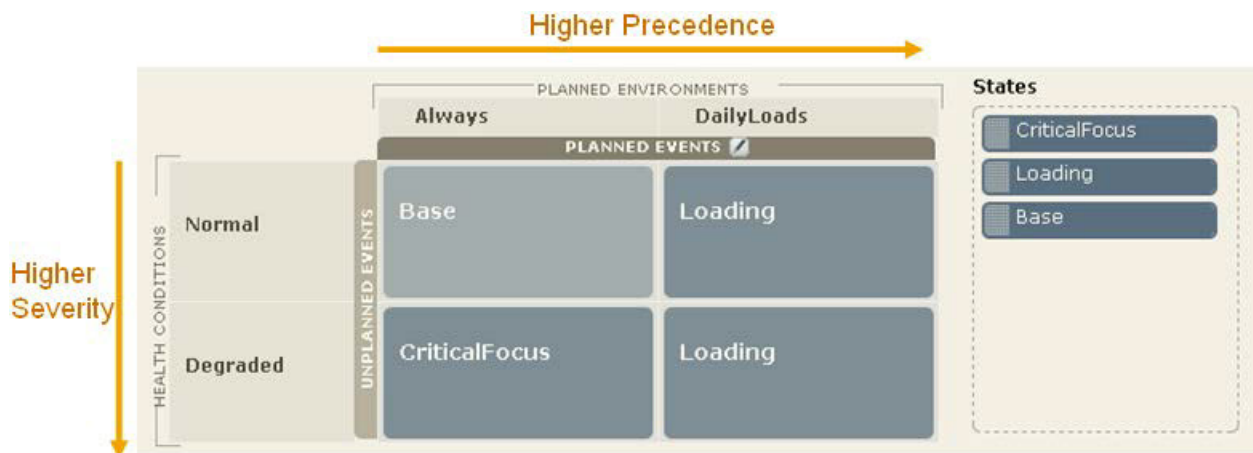 Higher Precedence
PLANNED ENVIRONMENTS
Always
DailyLoads
PLANNED EVENTS
States
CriticalFocus
Loading
Base
Higher
Severity
HEALTH CONDITIONS
UNPLANNED EVENTS
Normal
Base
Loading
Degraded
CriticalFocus
Loading